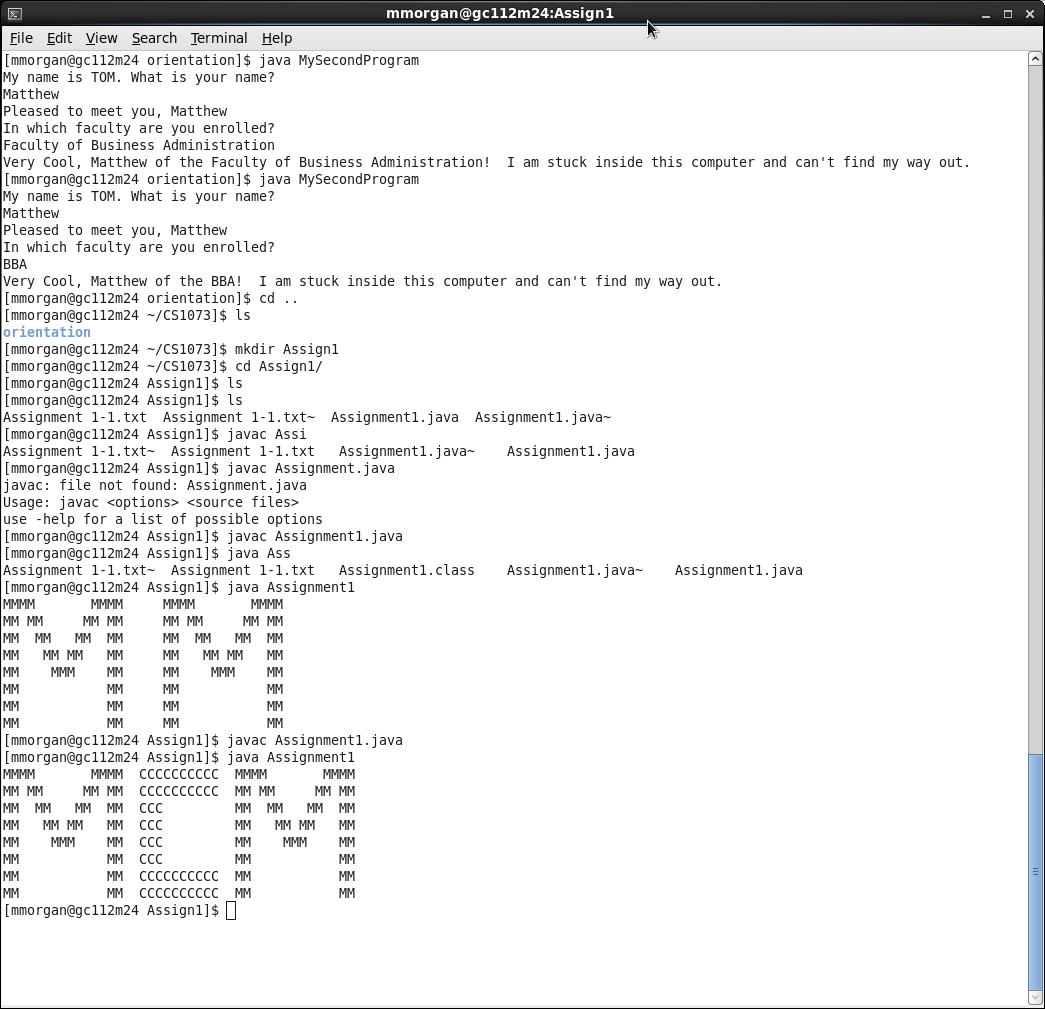 mmorgan@gc112m24:Assign1
File Edit View Search Terminal Help
[mmorgan@gc112m24 orientation]$ java MySecondProgram
My name is TOM. What is your name?
Matthew
Pleased to meet you, Matthew
In which faculty are you enrolled?
Faculty of Business Administration
Very Cool, Matthew of the Faculty of Business Administration!  I am stuck inside this computer and can't find my way out.
[mmorgan@gc112m24 orientation]$ java MySecondProgram
My name is TOM. What is your name?
Matthew
Pleased to meet you, Matthew
In which faculty are you enrolled?
BBA
Very Cool, Matthew of the BBA!  I am stuck inside this computer and can't find my way out.
[mmorgan@gc112m24 orientation]$ cd ..
[mmorgan@gc112m24 ~/CS1073]$ ls
orientation
[mmorgan@gc112m24 ~/CS1073]$ mkdir Assign1
[mmorgan@gc112m24 ~/CS1073]$ cd Assign1/
[mmorgan@gc112m24 Assign1]$ ls
[mmorgan@gc112m24 Assign1]$ ls
Assignment 1-1.txt  Assignment 1-1.txt~  Assignment1.java  Assignment1.java~
[mmorgan@gc112m24 Assign1]$ javac Assi
Assignment 1-1.txt~  Assignment 1-1.txt   Assignment1.java~    Assignment1.java
[mmorgan@gc112m24 Assign1]$ javac Assignment.java
javac: file not found: Assignment.java
Usage: javac <options> <source files>
use -help for a list of possible options
[mmorgan@gc112m24 Assign1]$ javac Assignment1.java
[mmorgan@gc112m24 Assign1]$ java Ass
Assignment 1-1.txt~  Assignment 1-1.txt   Assignment1.class    Assignment1.java~    Assignment1.java
[mmorgan@gc112m24 Assign1]$ java Assignment1
MMMM       MMMM     MMMM       MMMM
MM MM     MM MM     MM MM     MM MM
MM  MM   MM  MM     MM  MM   MM  MM
MM   MM MM   MM     MM   MM MM   MM
MM    MMM    MM     MM    MMM    MM
MM           MM     MM           MM
MM           MM     MM           MM
MM           MM     MM           MM
[mmorgan@gc112m24 Assign1]$ javac Assignment1.java
[mmorgan@gc112m24 Assign1]$ java Assignment1
MMMM       MMMM  CCCCCCCCCC  MMMM       MMMM
MM MM     MM MM  CCCCCCCCCC  MM MM     MM MM
MM  MM   MM  MM  CCC         MM  MM   MM  MM
MM   MM MM   MM  CCC         MM   MM MM   MM
MM    MMM    MM  CCC         MM    MMM    MM
MM           MM  CCC         MM           MM
MM           MM  CCCCCCCCCC  MM           MM
MM           MM  CCCCCCCCCC  MM           MM
[mmorgan@gc112m24 Assign1]$